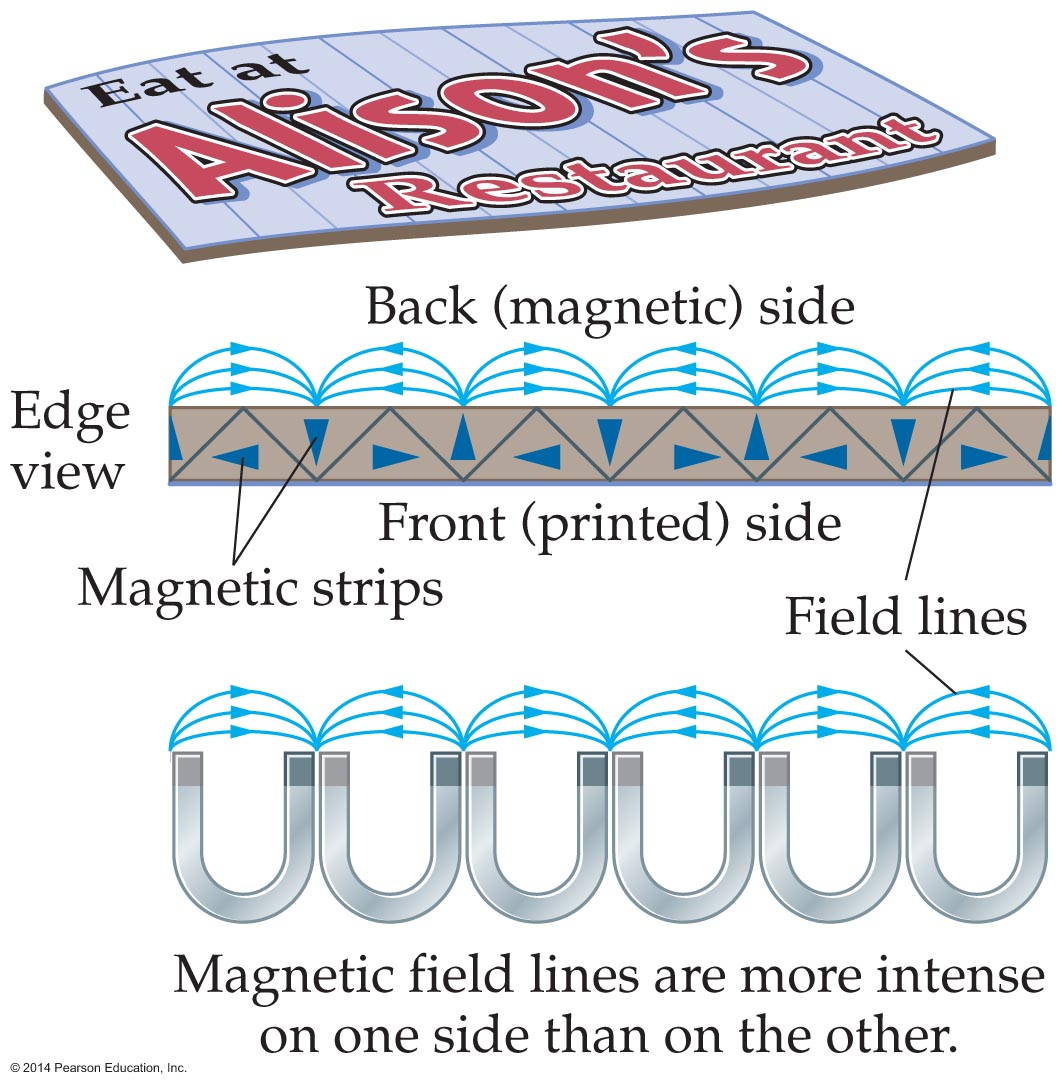 Eat at
Alison's
Restaurant
Back (magnetic) side
Edge
view
Front (printed) side
Magnetic strips
Field lines
Magnetic field lines are more intense
on one side than on the other.
© 2014 Pearson Education, Inc.